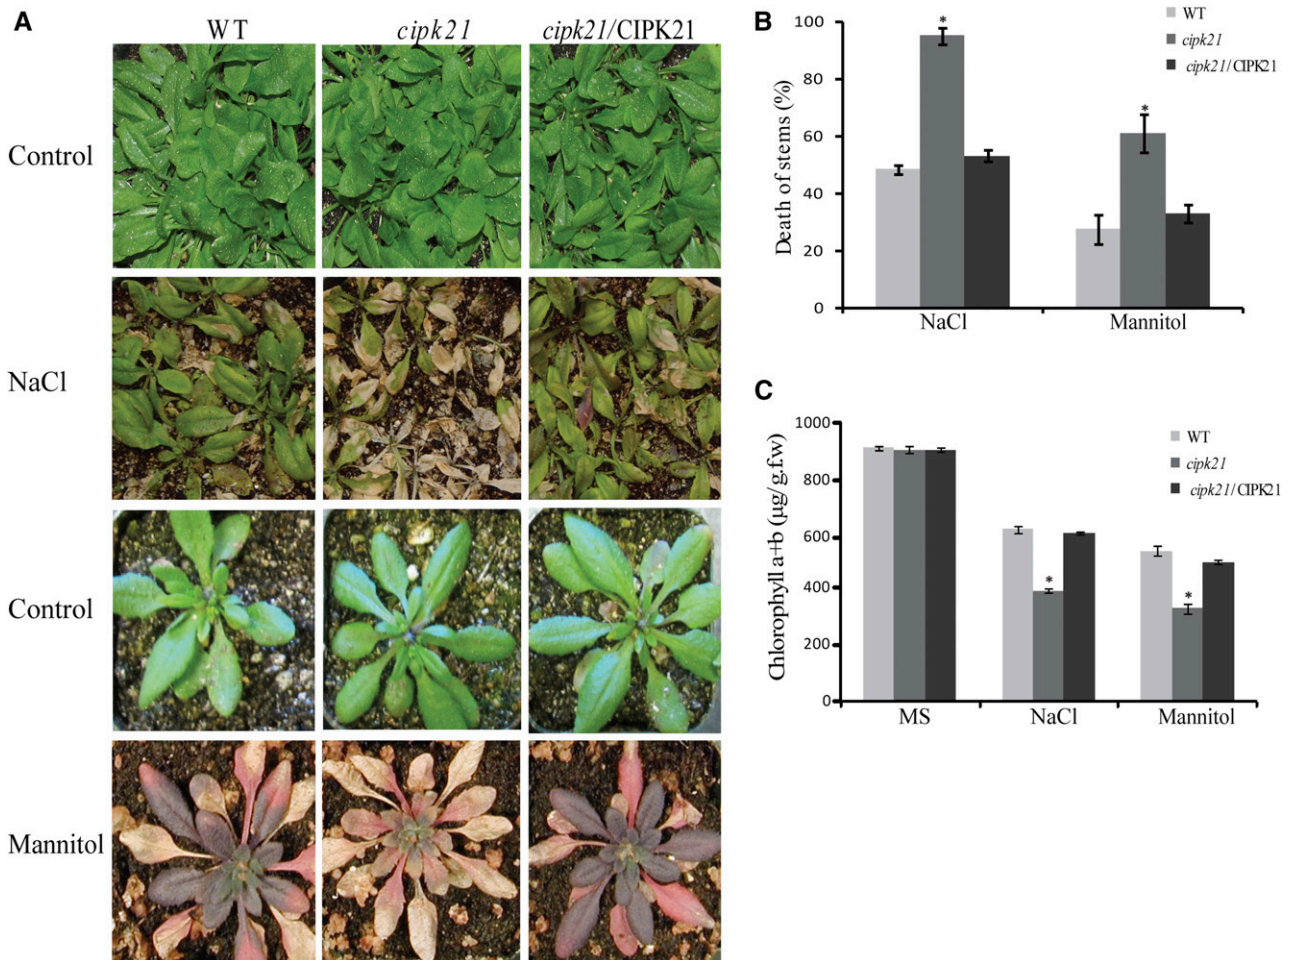 A
WT cipk21 cipk21/CIPK21
Control
NaCl
Control
Mannitol
B
WT
cipk21
cipk21/CIPK21
Death of stems (%)
100
80
60
40
20
0
*
*
NaCl Mannitol
C
WT
cipk21
cipk21/CIPK21
Chlorophyll a+b (µg/g.f.w)
1000
800
600
400
200
0
*
*
MS NaCl Mannitol